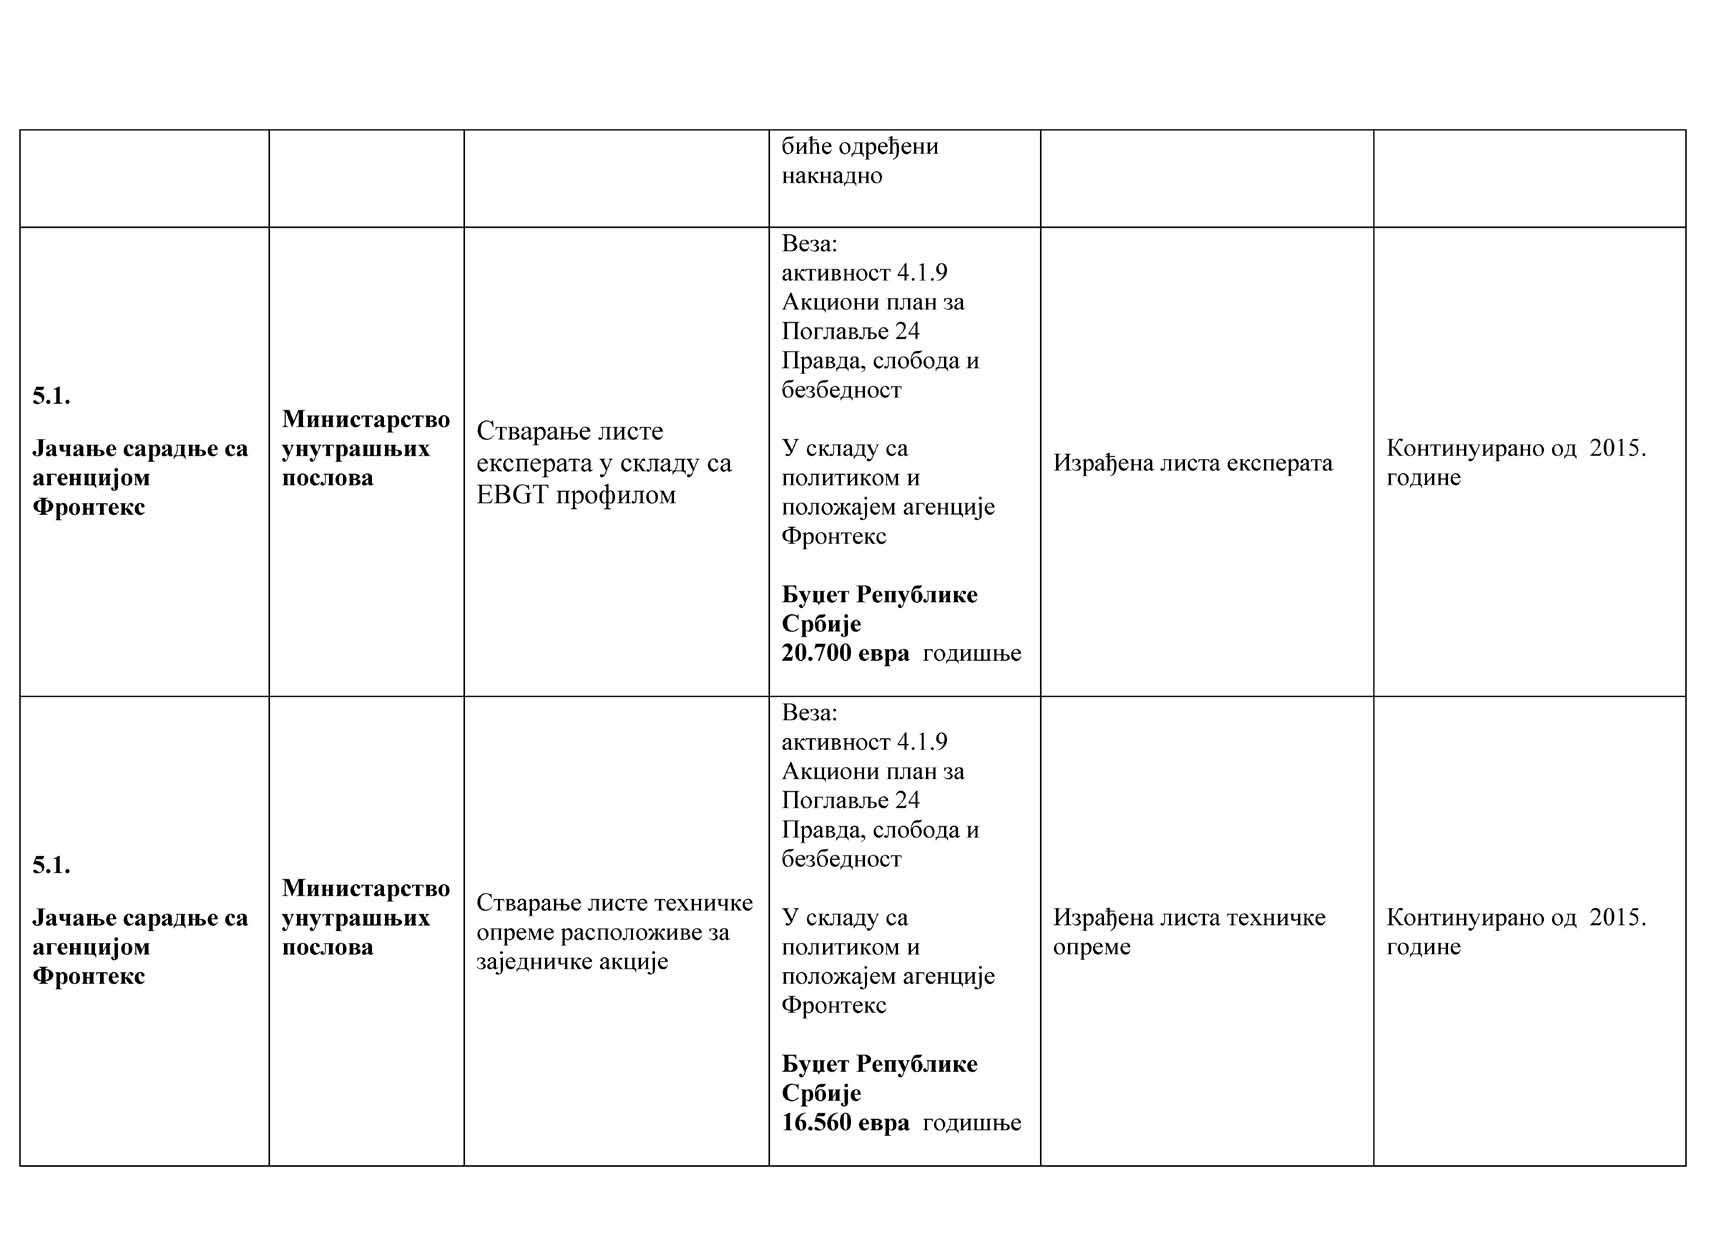 биће одређени
накнадно
5.1.
Јачање сарадње са
агенцијом
Фронтекс
Министарство
унутрашњих
послова
Стварање листе
експерата у складу са
EBGT профилом
Веза:
активност 4.1.9
Акциони план за
Поглавље 24
Правда, слобода и
безбедност
У складу са
политиком и
положајем агенције
Фронтекс
Буџет Републике
Србије
20.700 евра годишње
Израђена листа експерата
Континуирано од 2015.
године
5.1.
Јачање сарадње са
агенцијом
Фронтекс
Министарство
унутрашњих
послова
Стварање листе техничке
опреме расположиве за
заједничке акције
Веза:
активност 4.1.9
Акциони план за
Поглавље 24
Правда, слобода и
безбедност
У складу са
политиком и
положајем агенције
Фронтекс
Буџет Републике
Србије
16.560 евра годишње
Израђена листа техничке
опреме
Континуирано од 2015.
године